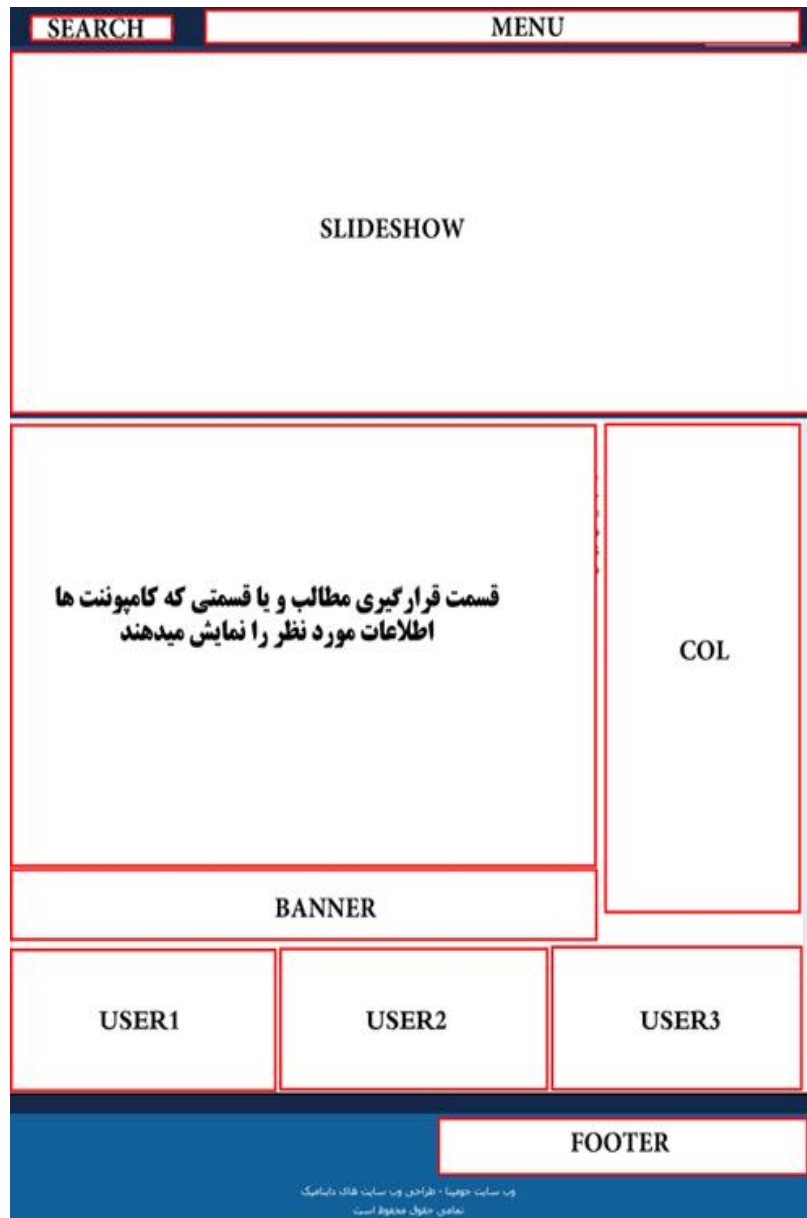 SEARCH
MENU
SLIDESHOW
قسمت قرارگیری مطالب و یا قسمتی که کامپوننت ها
اطلاعات مورد نظر را نمایش میدهند
COL
BANNER
USER1
USER2
USER3
FOOTER
وب سایت جومینا - طراحی وب سایت های داینامیک
تمامی حقوق محفوظ است